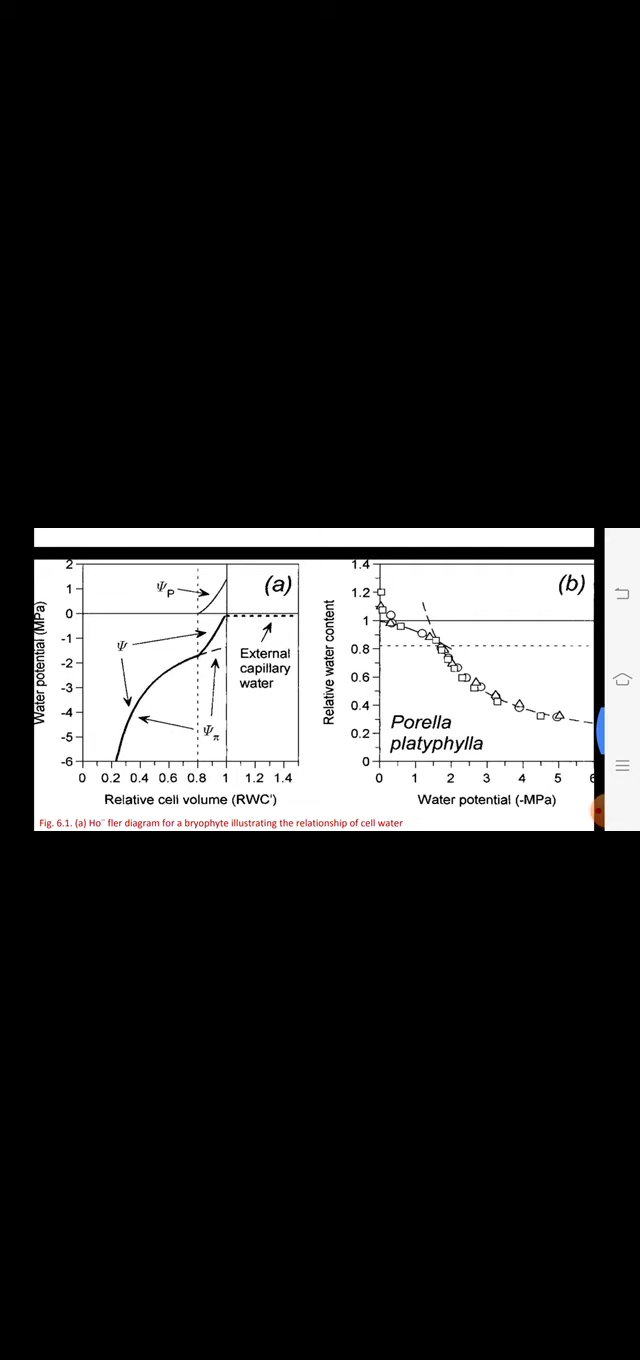 (a)
Water potential (MPa)
2
1
0
-1
-2
-3
-4
-5
-6
ΨP
Ψ
Ψπ
External
capillary
water
0 0.2 0.4 0.6 0.8 1 1.2 1.4
Relative cell volume (RWC')
(b)
Relative water content
1.4
1.2
1
0.8
0.6
0.4
0.2
0
Porella
platyphylla
0 1 2 3 4 5 6
Water potential (-MPa)
Fig. 6.1. (a) Ho¨ fler diagram for a bryophyte illustrating the relationship of cell water